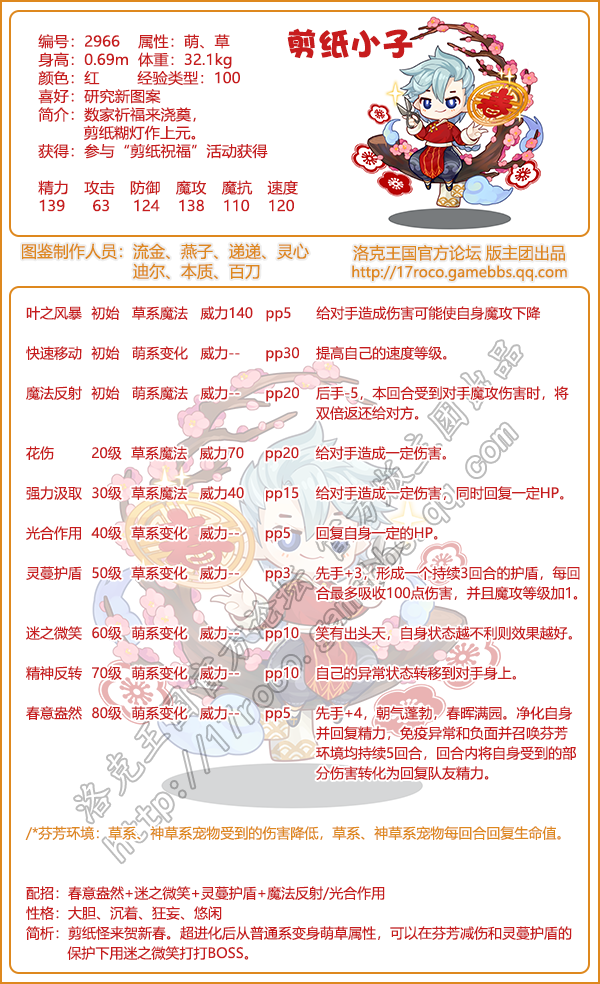 剪纸小子
编号：2966 属性：萌、草
身高：0.69m 体重：32.1kg
颜色：红 经验类型：100
喜好：研究新图案
简介：数家祈福来浇奠，
剪纸糊灯作上元。
获得：参与“剪纸祝福”活动获得
精力 攻击 防御 魔攻 魔抗 速度
139 63 124 138 110 120
图鉴制作人员：流金、燕子、递递、灵心
迪尔、本质、百刀
洛克王国官方论坛 版主团出品
http://17roco.gamebbs.qq.com
叶之风暴 初始 草系魔法 威力140 pp5 给对手造成伤害可能使自身魔攻下降
快速移动 初始 萌系变化 威力-- pp30 提高自己的速度等级。
魔法反射 初始 萌系魔法 威力-- pp20 后手-5，本回合受到对手魔攻伤害时，将
双倍返还给对方。
花伤 20级 草系魔法 威力70 pp20 给对手造成一定伤害。
强力汲取 30级 草系魔法 威力40 pp15 给对手造成一定伤害，同时回复一定HP。
光合作用 40级 草系变化 威力-- pp5 回复自身一定的HP。
灵蔓护盾 50级 草系变化 威力-- pp3 先手+3，形成一个持续3回合的护盾，每回
合最多吸收100点伤害，并且魔攻等级加1。
迷之微笑 60级 萌系变化 威力-- pp10 笑有出头天，自身状态越不利则效果越好。
精神反转 70级 萌系变化 威力-- pp10 自己的异常状态转移到对手身上。
春意盎然 80级 萌系变化 威力-- pp5 先手+4，朝气蓬勃，春晖满园。净化自身
并回复精力，免疫异常和负面并召唤芬芳
环境均持续5回合，回合内将自身受到的部
分伤害转化为回复队友精力。
洛克王国官方论坛版主团出品
http://17roco.gamebbs.qq.com
/*芬芳环境：草系、神草系宠物受到的伤害降低，草系、神草系宠物每回合回复生命值。
配招：春意盎然+迷之微笑+灵蔓护盾+魔法反射/光合作用
性格：大胆、沉着、狂妄、悠闲
简析：剪纸怪来贺新春。超进化后从普通系变身萌草属性，可以在芬芳减伤和灵蔓护盾的
保护下用迷之微笑打打BOSS。